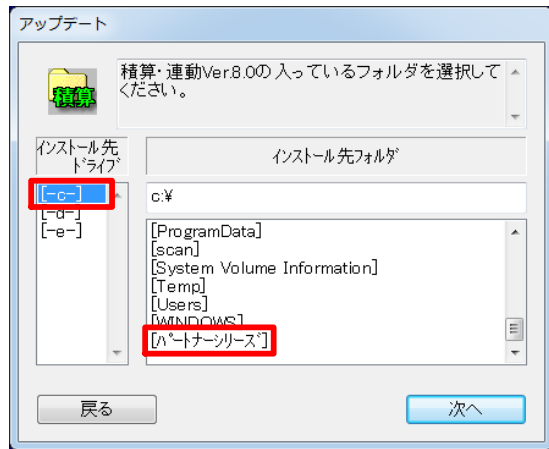 アップデート
積算・連動Ver.8.0の入っているフォルダを選択して
ください。
積算
インストール先
ﾄﾞﾗｲﾌﾞ
インストール先ﾌｫﾙﾀﾞ
[-c-]
[-d-]
[-e-]
c:¥
[ProgramData]
[scan]
[System Volume Information]
[Temp]
[Users]
[WINDOWS]
[ﾊﾟｰﾄﾅｰｼﾘｰｽﾞ]
戻る
次へ